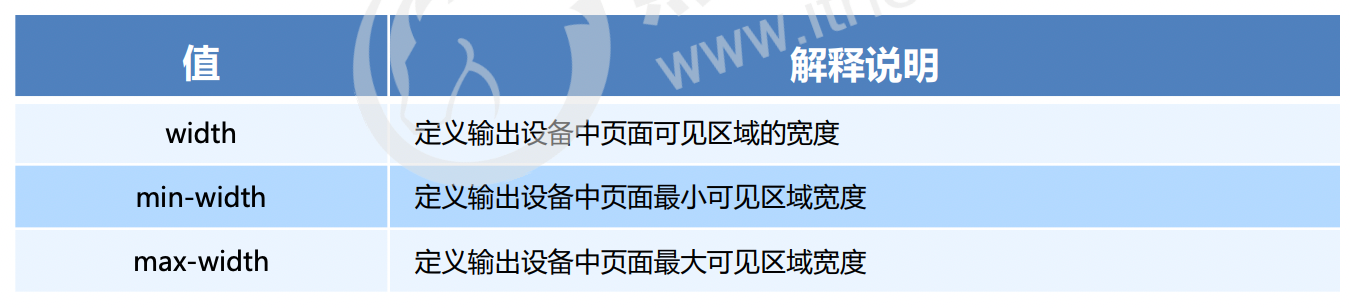 值 解释说明
width 定义输出设备中页面可见区域的宽度
min-width 定义输出设备中页面最小可见区域宽度
max-width 定义输出设备中页面最大可见区域宽度